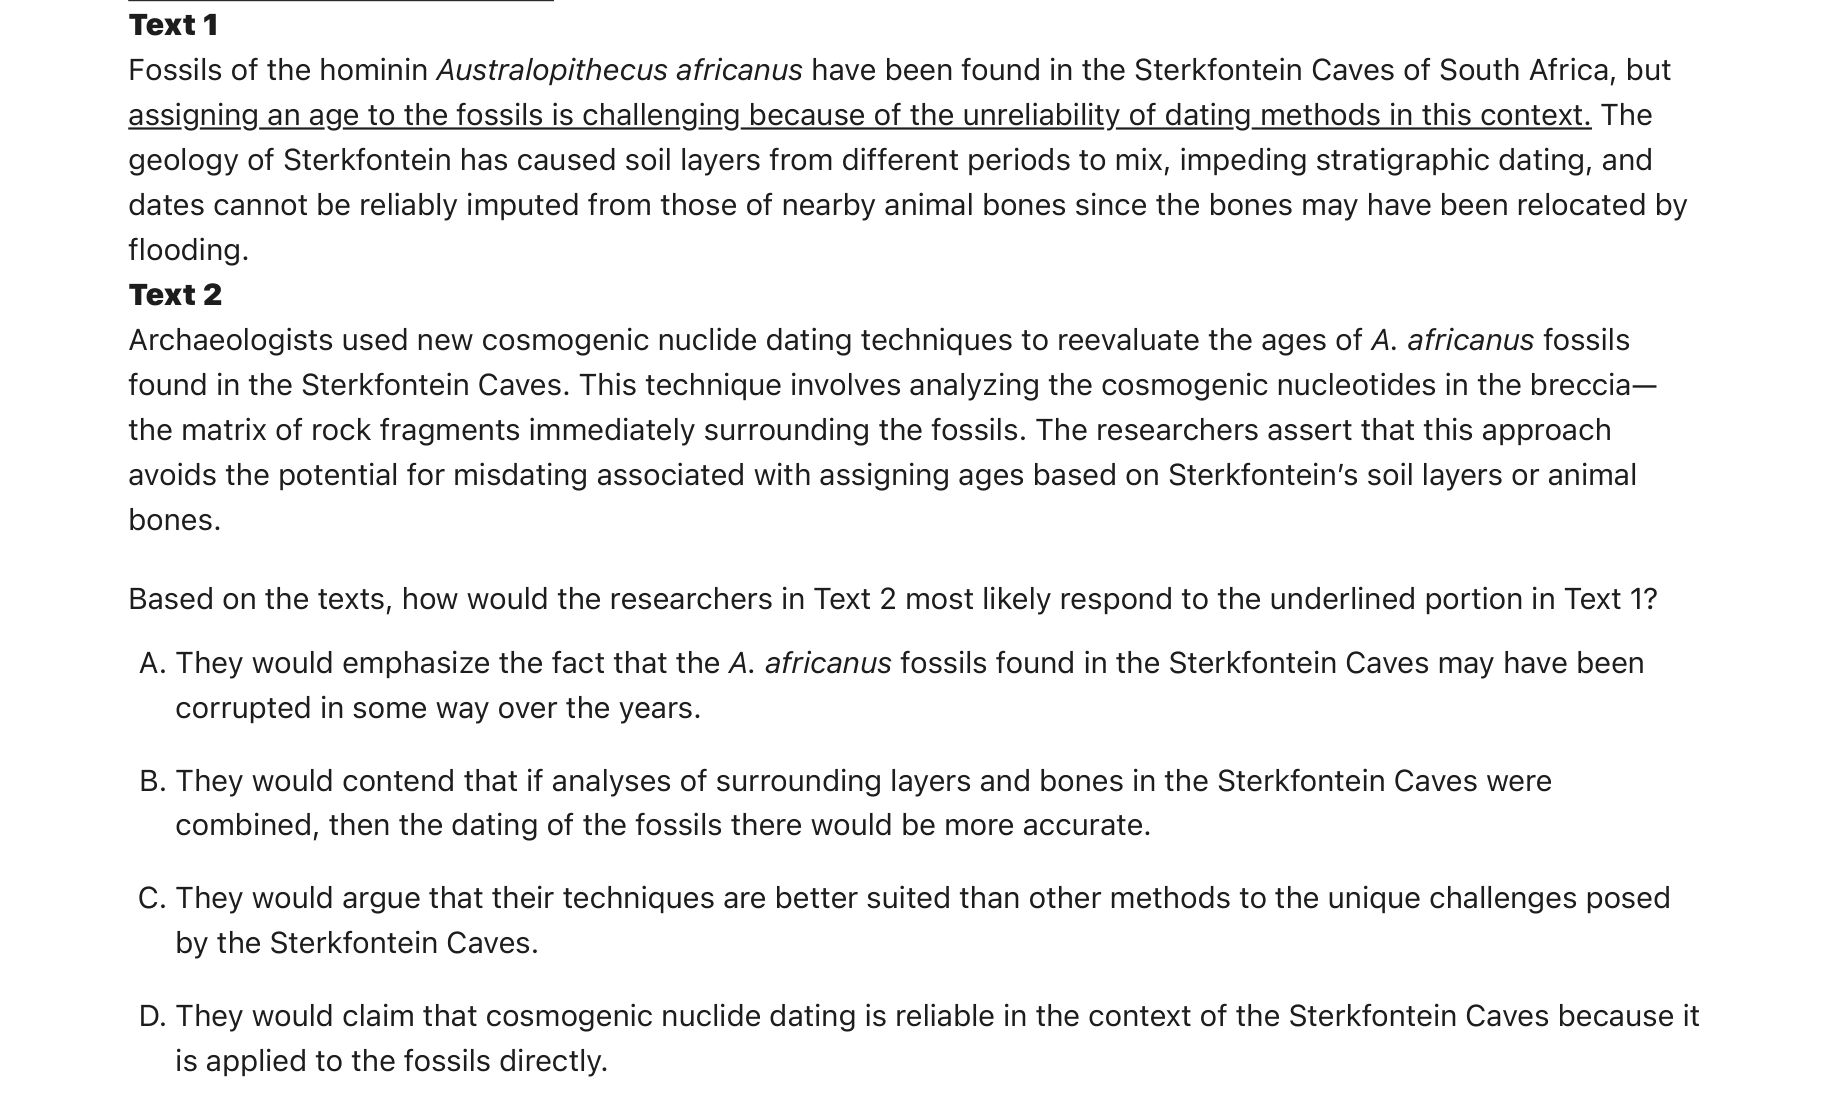 Text 1
Fossils of the hominin Australopithecus africanus have been found in the Sterkfontein Caves of South Africa, but
assigning an age to the fossils is challenging because of the unreliability of dating methods in this context. The
geology of Sterkfontein has caused soil layers from different periods to mix, impeding stratigraphic dating, and
dates cannot be reliably imputed from those of nearby animal bones since the bones may have been relocated by
flooding.
Text 2
Archaeologists used new cosmogenic nuclide dating techniques to reevaluate the ages of A. africanus fossils
found in the Sterkfontein Caves. This technique involves analyzing the cosmogenic nucleotides in the breccia—
the matrix of rock fragments immediately surrounding the fossils. The researchers assert that this approach
avoids the potential for misdating associated with assigning ages based on Sterkfontein’s soil layers or animal
bones.
Based on the texts, how would the researchers in Text 2 most likely respond to the underlined portion in Text 1?
A. They would emphasize the fact that the A. africanus fossils found in the Sterkfontein Caves may have been
corrupted in some way over the years.
B. They would contend that if analyses of surrounding layers and bones in the Sterkfontein Caves were
combined, then the dating of the fossils there would be more accurate.
C. They would argue that their techniques are better suited than other methods to the unique challenges posed
by the Sterkfontein Caves.
D. They would claim that cosmogenic nuclide dating is reliable in the context of the Sterkfontein Caves because it
is applied to the fossils directly.